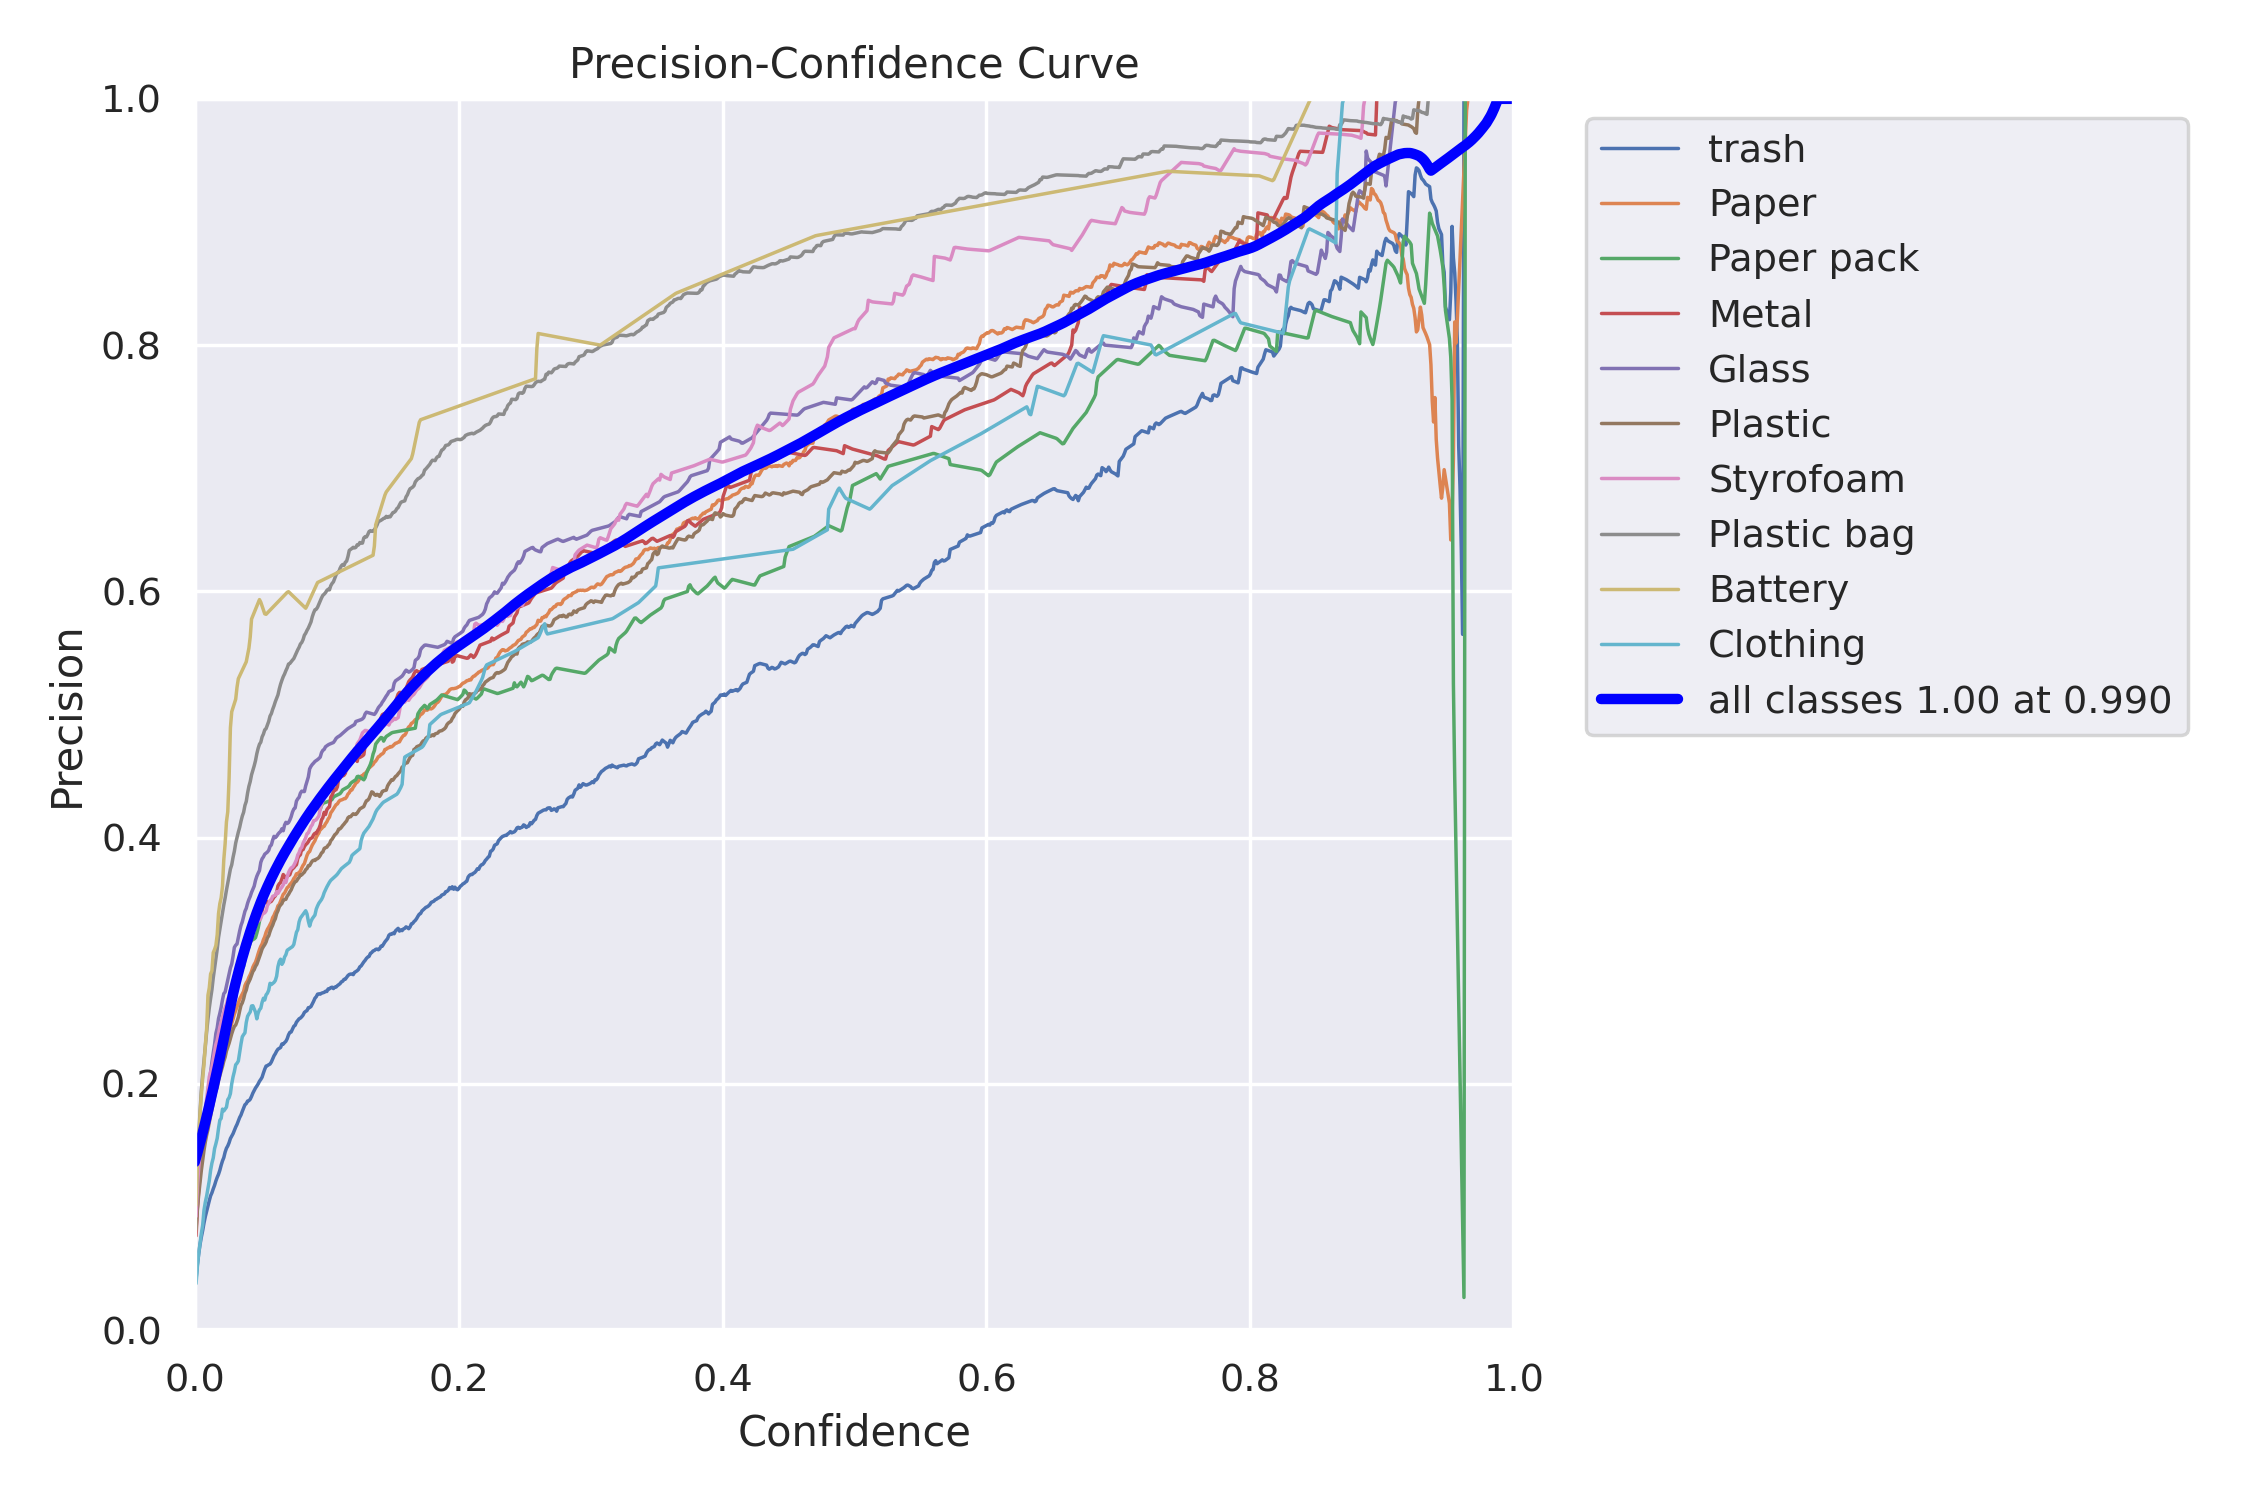 Precision-Confidence Curve
1.0
0.8
0.6
0.4
0.2
0.0
Precision
0.0 0.2 0.4 0.6 0.8 1.0
Confidence
trash
Paper
Paper pack
Metal
Glass
Plastic
Styrofoam
Plastic bag
Battery
Clothing
all classes 1.00 at 0.990